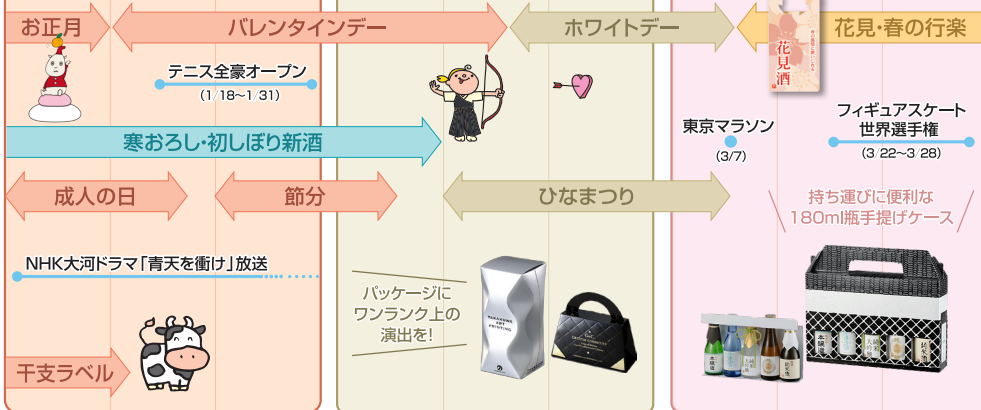 お正月
バレンタインデー
ホワイトデー
花見・春の行楽
花見酒
テニス全豪オープン
(1/18〜1/31)
東京マラソン
(3/7)
フィギュアスケート
世界選手権
(3/22〜3/28)
寒おろし・初しぼり新酒
成人の日
節分
ひなまつり
持ち運びに便利な
180ml瓶手提げケース
NHK大河ドラマ「青天を衝け」放送
パッケージに
ワンランク上の
演出を!
干支ラベル